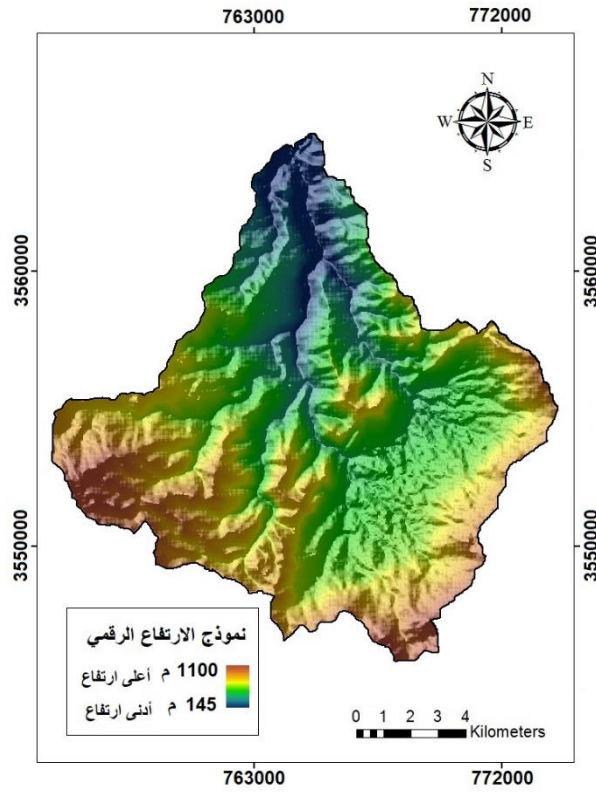 763000 772000
N
W E
S
3560000 3560000
3550000 3550000
نموذج الارتفاع الرقمي
1100 م أعلى ارتفاع
145 م أدنى ارتفاع
0 1 2 3 4
Kilometers
763000 772000